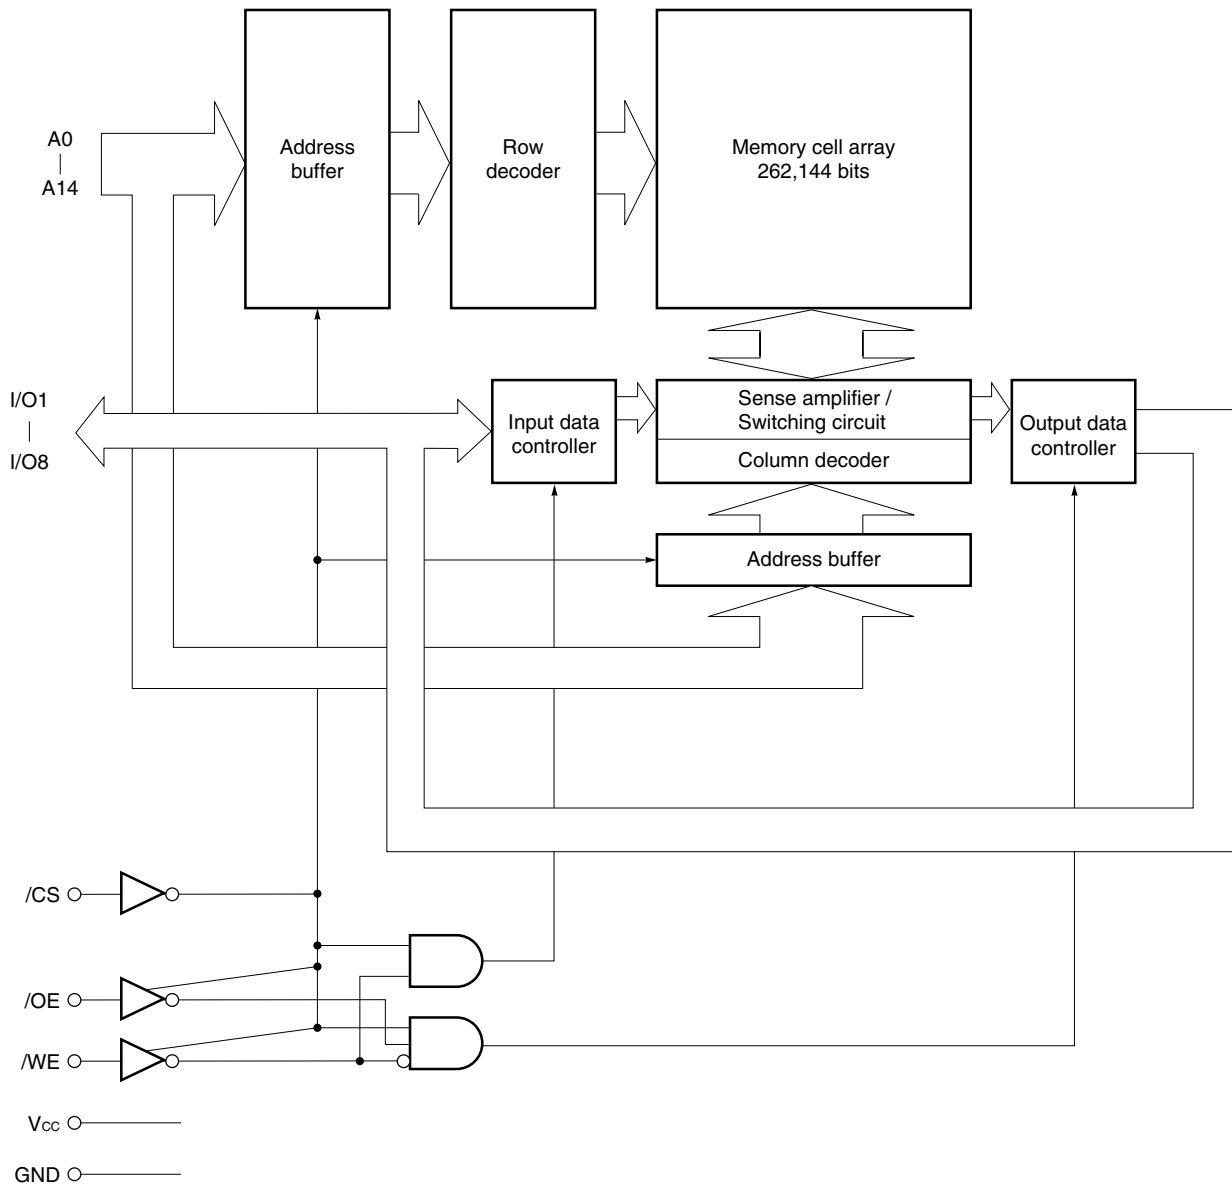 A0
A14
Address
buffer
Row
decoder
Memory cell array
262,144 bits
I/O1
I/O8
Input data
controller
Sense amplifier /
Switching circuit
Column decoder
Output data
controller
Address buffer
/CS
/OE
/WE
VCC
GND